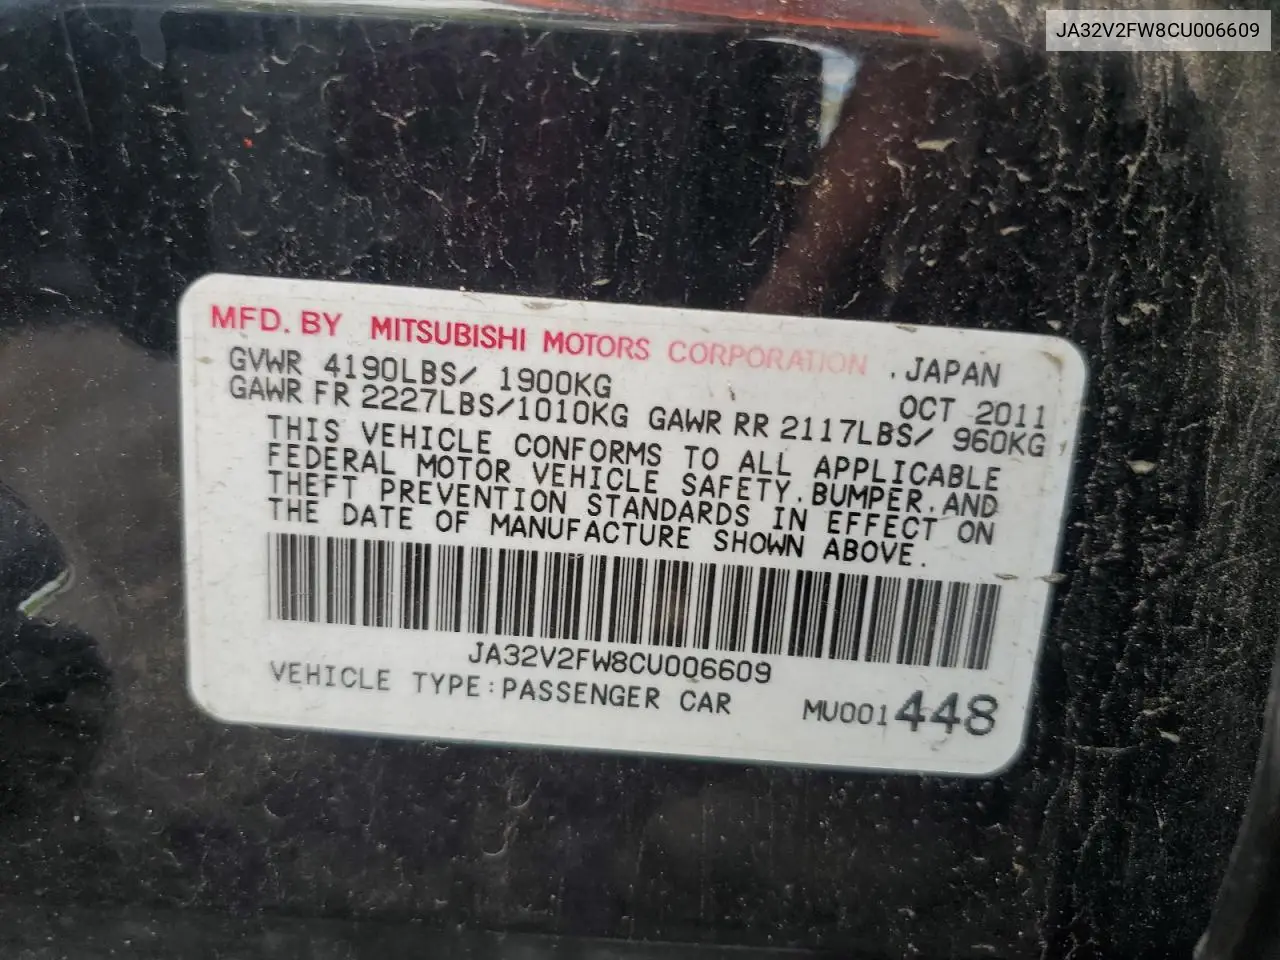 JA32V2FW8CU006609
MFD. BY MITSUBISHI MOTORS CORPORATION , JAPAN
GVWR 4190LBS/ 1900KG OCT 2011
GAWR FR 2227LBS/1010KG GAWR RR 2117LBS/ 960KG
THIS VEHICLE CONFORMS TO ALL APPLICABLE
FEDERAL MOTOR VEHICLE SAFETY, BUMPER, AND
THEFT PREVENTION STANDARDS IN EFFECT ON
THE DATE OF MANUFACTURE SHOWN ABOVE.
JA32V2FW8CU006609
VEHICLE TYPE:PASSENGER CAR MU001448